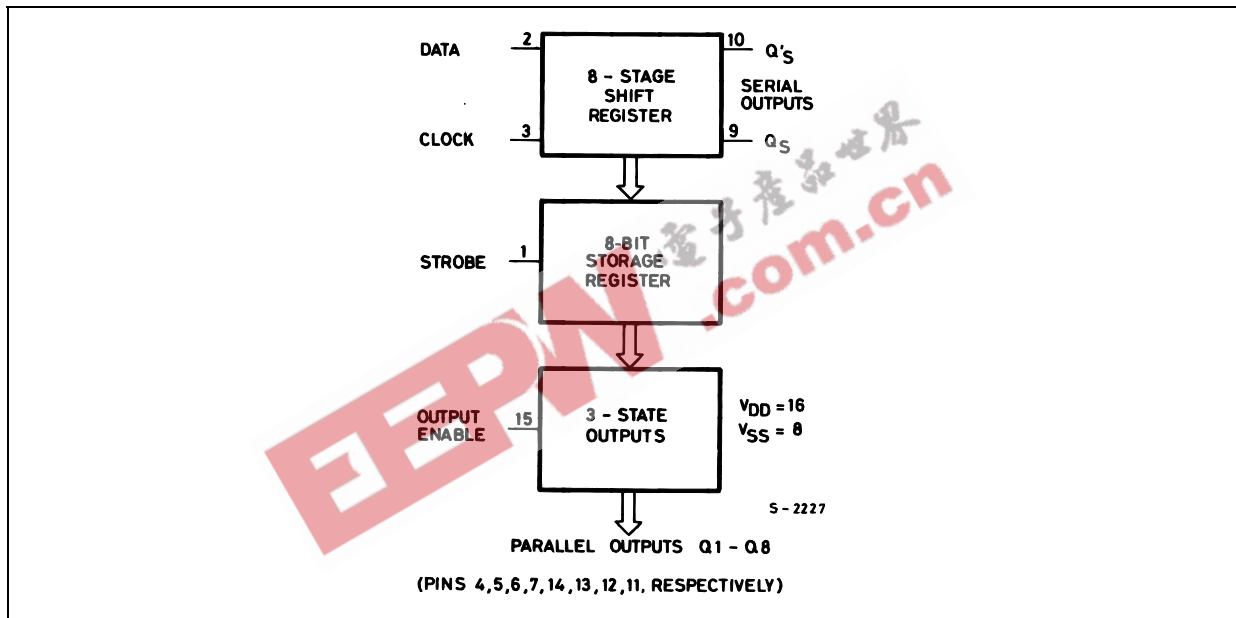 DATA
2
CLOCK
3
8 - STAGE
SHIFT
REGISTER
10
Q'S
SERIAL
OUTPUTS
9
QS
STROBE
1
8-BIT
STORAGE
REGISTER
電子產品世界
.com.cn
EEPW
OUTPUT
ENABLE
15
3 - STATE
OUTPUTS
VDD = 16
VSS = 8
S - 2227
PARALLEL OUTPUTS Q1 - Q8
(PINS 4,5,6,7,14,13,12,11, RESPECTIVELY)